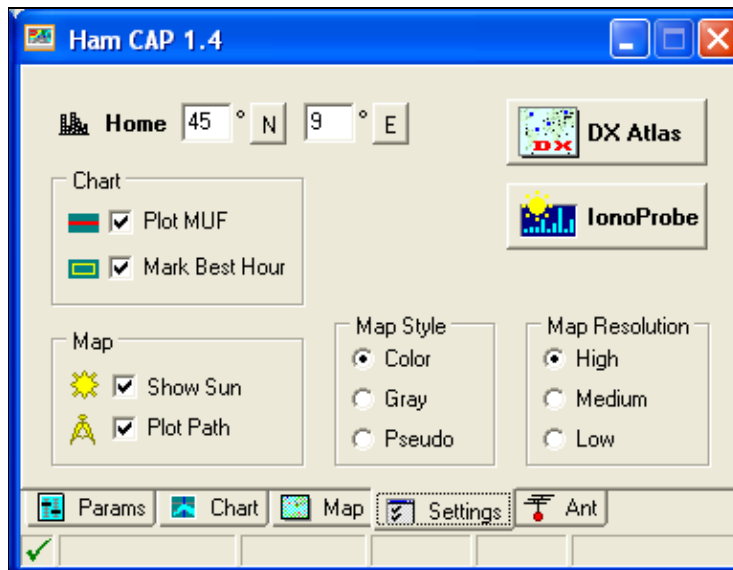 Ham CAP 1.4
Home 45 ° N 9 ° E
DX
DX Atlas
Chart
Plot MUF
IonoProbe
Mark Best Hour
Map
Show Sun
Plot Path
Map Style
Color
Gray
Pseudo
Map Resolution
High
Medium
Low
Params Chart Map Settings Ant